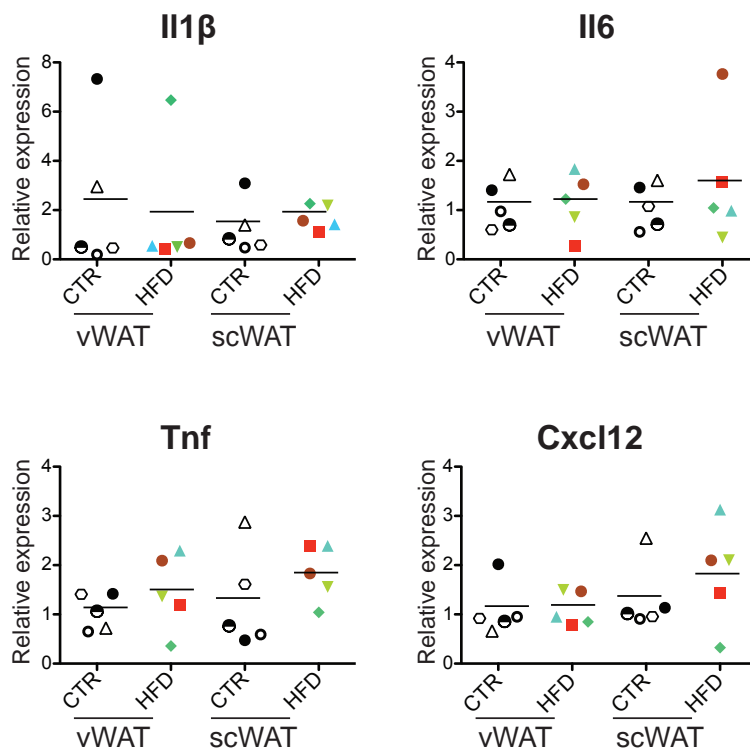 Il1β
Relative expression
8
6
4
2
0
CTR HFD CTR HFD
vWAT scWAT
Il6
Relative expression
4
3
2
1
0
CTR HFD CTR HFD
vWAT scWAT
Tnf
Relative expression
4
3
2
1
0
CTR HFD CTR HFD
vWAT scWAT
Cxcl12
Relative expression
4
3
2
1
0
CTR HFD CTR HFD
vWAT scWAT